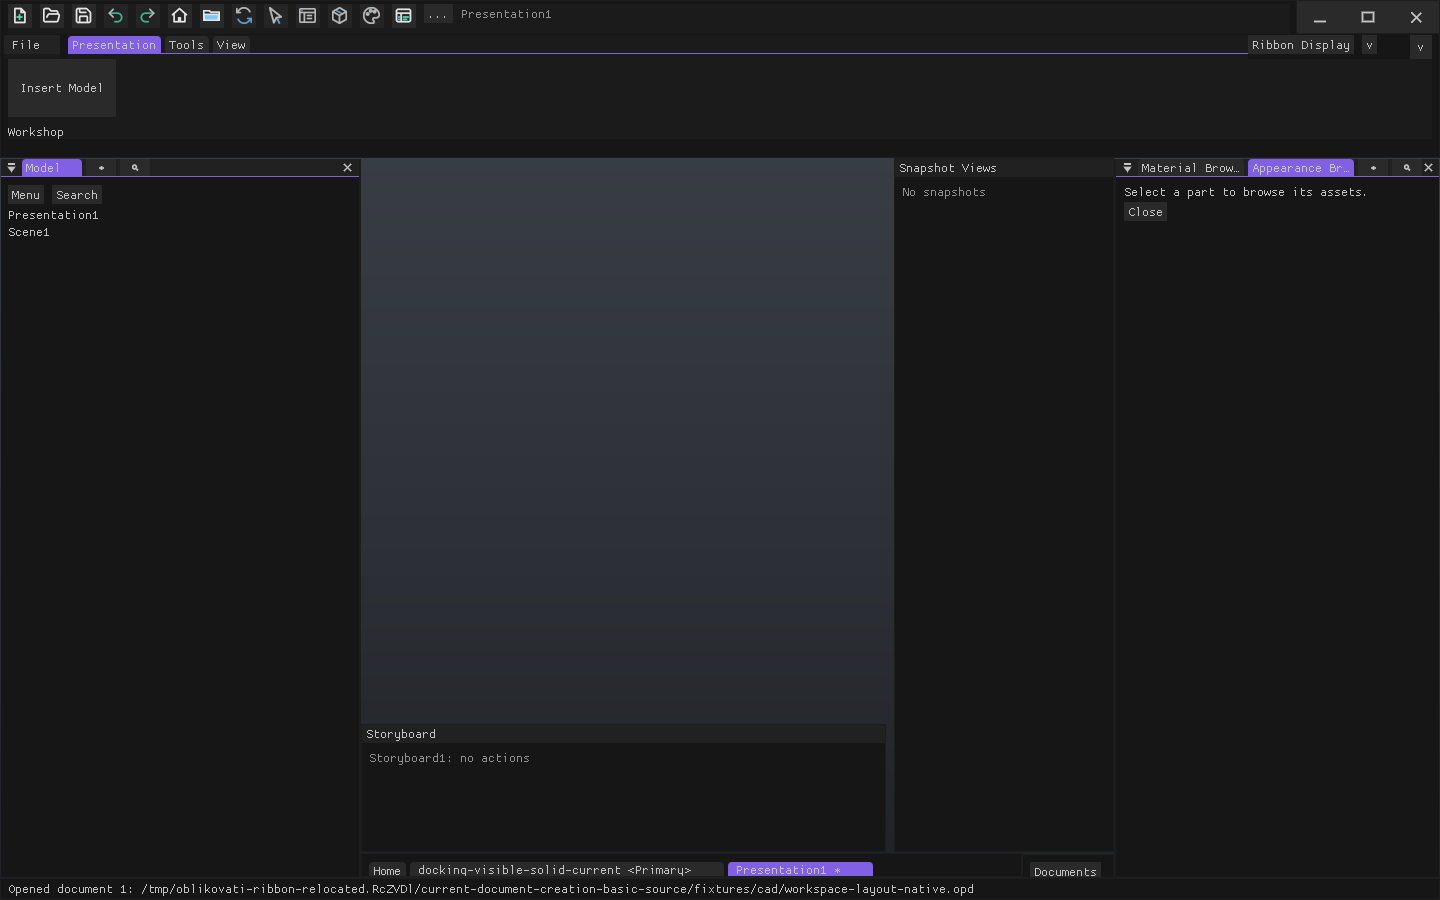 ... Presentation1
File Presentation Tools View Ribbon Display v v
Insert Model
Workshop
Model
Menu Search
Presentation1
Scene1
Snapshot Views
No snapshots
Material Brow… Appearance Br…
Select a part to browse its assets.
Close
Storyboard
Storyboard1: no actions
Home docking-visible-solid-current <Primary> Presentation1 * Documents
Opened document 1: /tmp/oblikovati-ribbon-relocated.RcZVDl/current-document-creation-basic-source/fixtures/cad/workspace-layout-native.opd